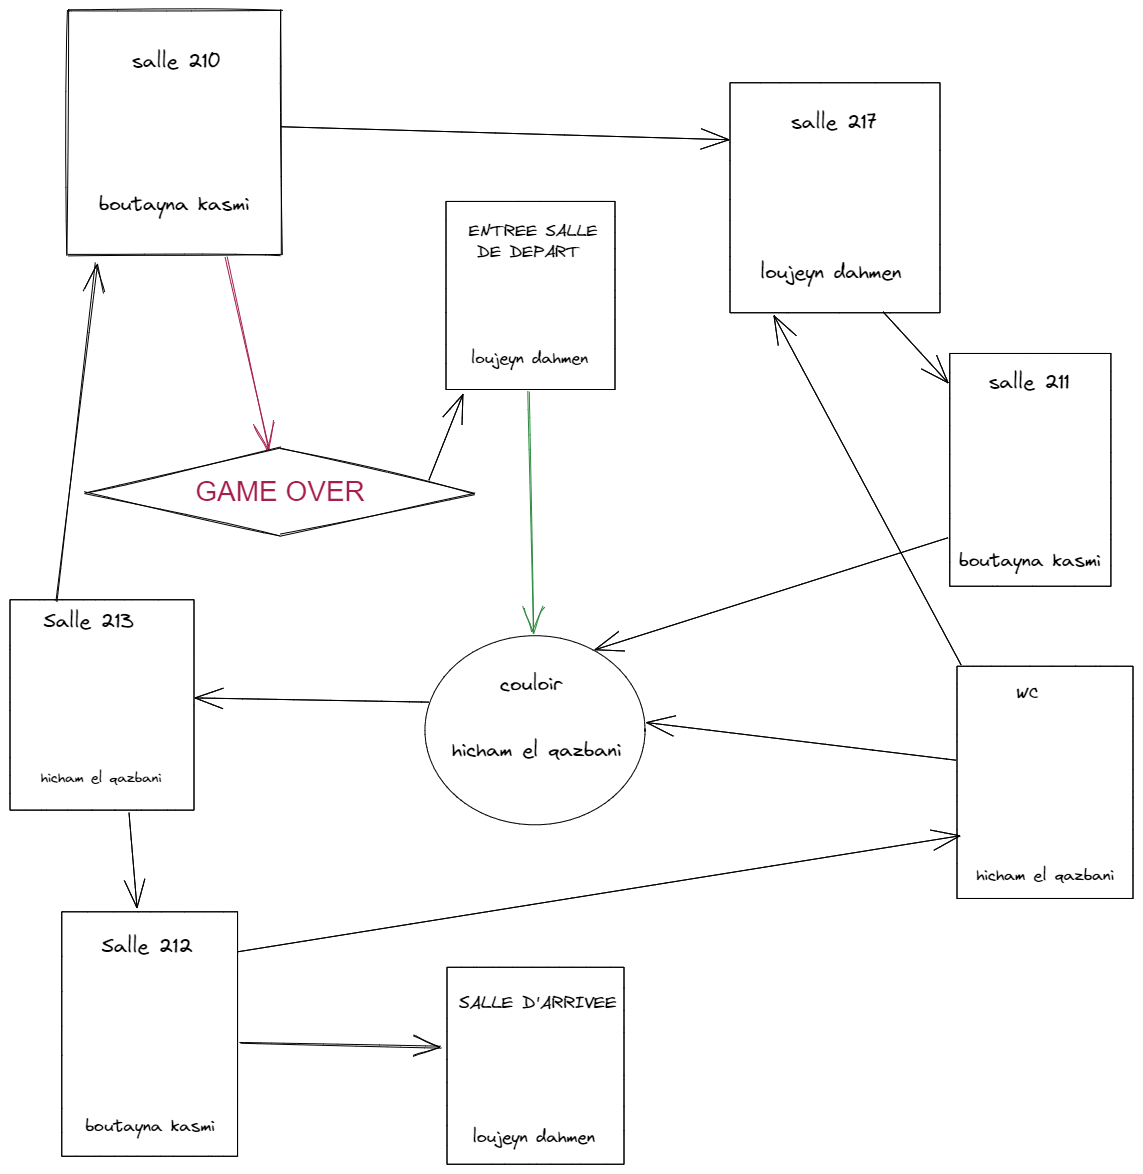 salle 210
boutayna kasmi
salle 217
loujeyn dahmen
ENTREE SALLE
DE DEPART
loujeyn dahmen
salle 211
boutayna kasmi
GAME OVER
Salle 213
hicham el qazbani
couloir
hicham el qazbani
WC
hicham el qazbani
Salle 212
boutayna kasmi
SALLE D'ARRIVEE
loujeyn dahmen